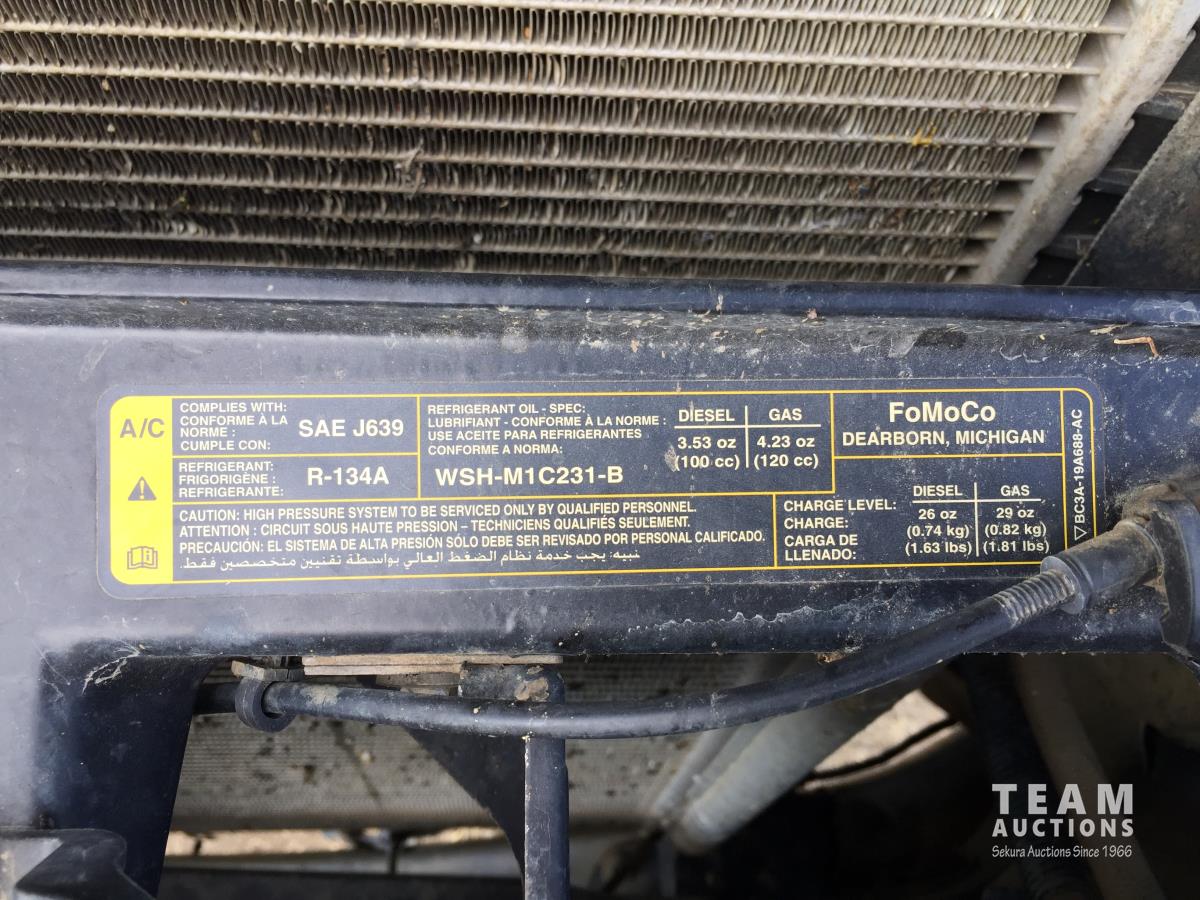 A/C
COMPLIES WITH:
CONFORME À LA
NORME :
CUMPLE CON:
SAE J639
REFRIGERANT:
FRIGORIGÈNE :
REFRIGERANTE:
R-134A
REFRIGERANT OIL - SPEC:
LUBRIFIANT - CONFORME À LA NORME :
USE ACEITE PARA REFRIGERANTES
CONFORME A NORMA:
WSH-M1C231-B
DIESEL GAS
3.53 oz 4.23 oz
(100 cc) (120 cc)
FoMoCo
DEARBORN, MICHIGAN
CAUTION: HIGH PRESSURE SYSTEM TO BE SERVICED ONLY BY QUALIFIED PERSONNEL.
ATTENTION : CIRCUIT SOUS HAUTE PRESSION – TECHNICIENS QUALIFIÉS SEULEMENT.
PRECAUCIÓN: EL SISTEMA DE ALTA PRESIÓN SÓLO DEBE SER REVISADO POR PERSONAL CALIFICADO.
تنبيه: يجب خدمة نظام الضغط العالي بواسطة تقنيين متخصصين فقط.
CHARGE LEVEL:
CHARGE:
CARGA DE
LLENADO:
DIESEL GAS
26 oz 29 oz
(0.74 kg) (0.82 kg)
(1.63 lbs) (1.81 lbs)
BC3A-19A688-AC
TEAM
AUCTIONS
Sekura Auctions Since 1966